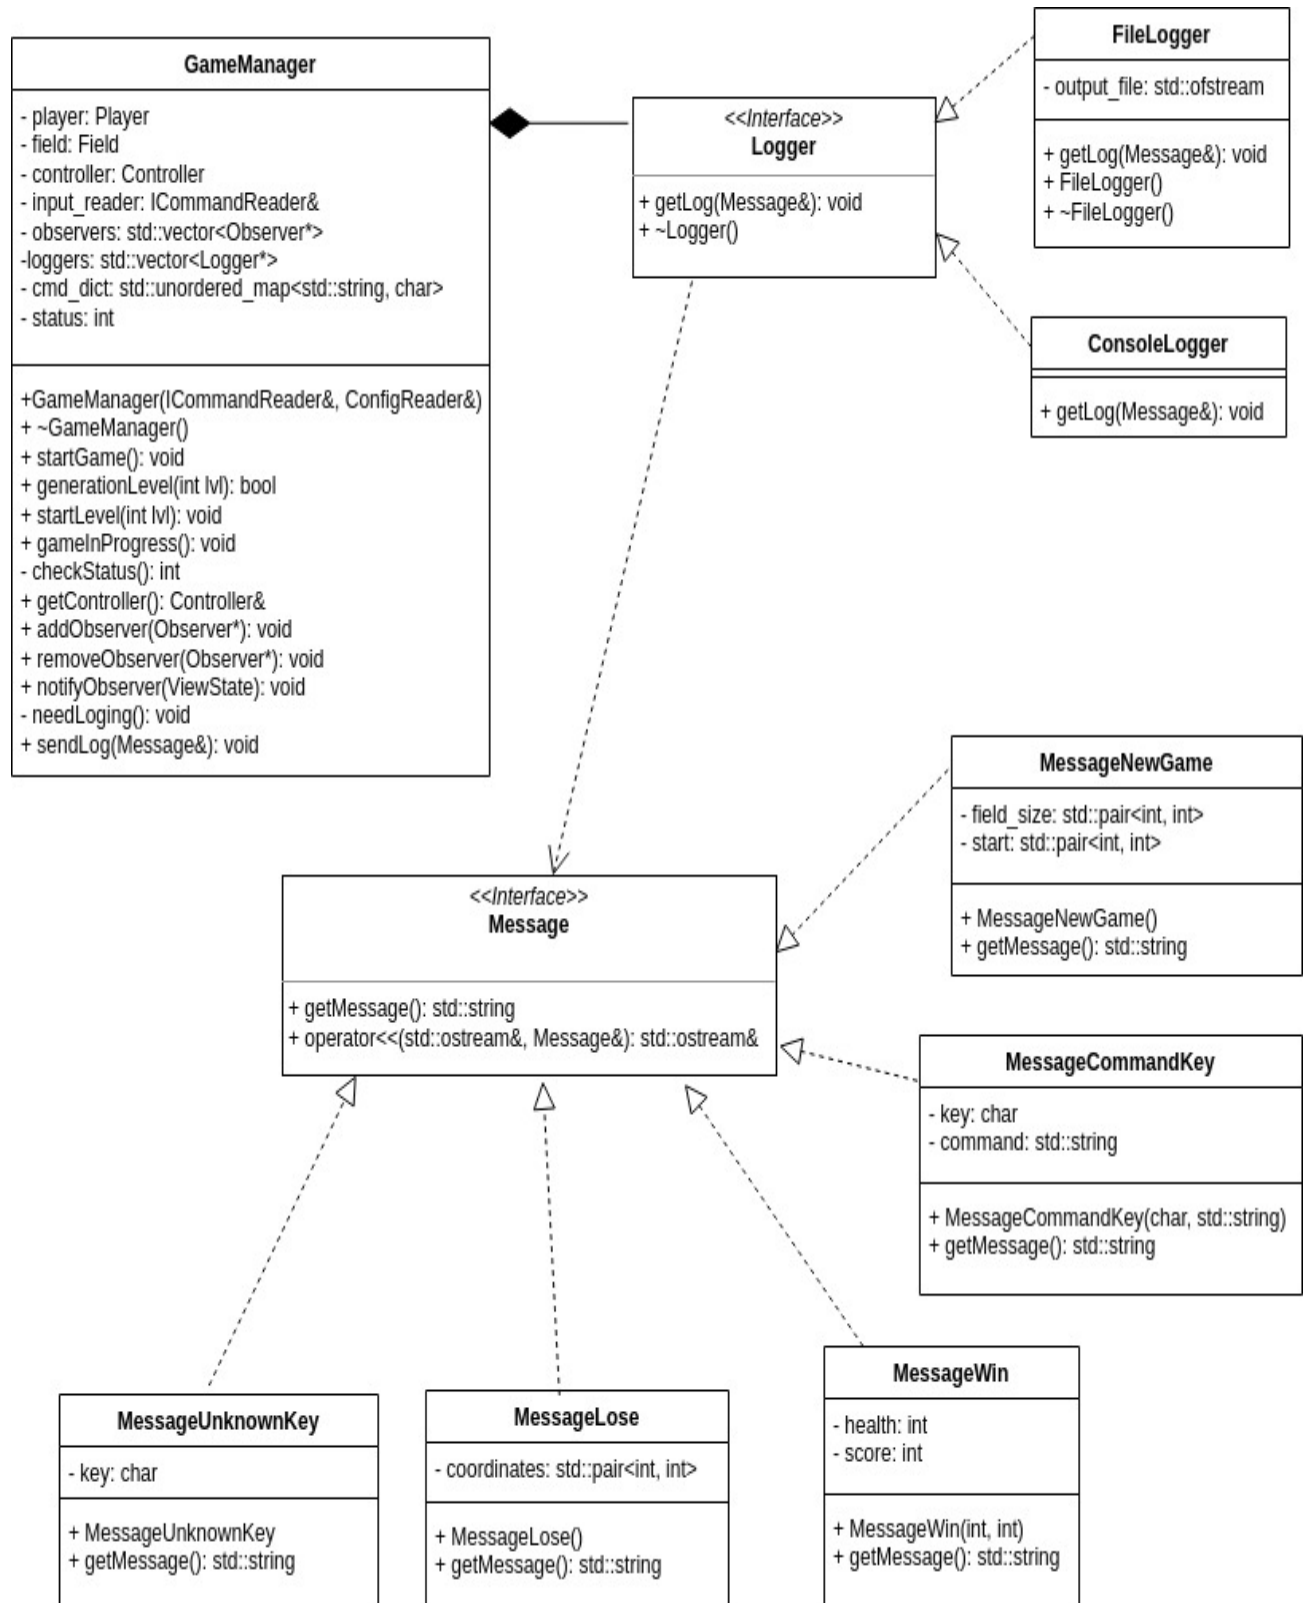 GameManager
- player: Player
- field: Field
- controller: Controller
- input_reader: ICommandReader&
- observers: std::vector<Observer*>
-loggers: std::vector<Logger*>
- cmd_dict: std::unordered_map<std::string, char>
- status: int
+GameManager(ICommandReader&, ConfigReader&)
+ ~GameManager()
+ startGame(): void
+ generationLevel(int lvl): bool
+ startLevel(int lvl): void
+ gameInProgress(): void
- checkStatus(): int
+ getController(): Controller&
+ addObserver(Observer*): void
+ removeObserver(Observer*): void
+ notifyObserver(ViewState): void
- needLoging(): void
+ sendLog(Message&): void
<<Interface>>
Logger
+ getLog(Message&): void
+ ~Logger()
FileLogger
- output_file: std::ofstream
+ getLog(Message&): void
+ FileLogger()
+ ~FileLogger()
ConsoleLogger
+ getLog(Message&): void
<<Interface>>
Message
+ getMessage(): std::string
+ operator<<(std::ostream&, Message&): std::ostream&
MessageNewGame
- field_size: std::pair<int, int>
- start: std::pair<int, int>
+ MessageNewGame()
+ getMessage(): std::string
MessageCommandKey
- key: char
- command: std::string
+ MessageCommandKey(char, std::string)
+ getMessage(): std::string
MessageUnknownKey
- key: char
+ MessageUnknownKey
+ getMessage(): std::string
MessageLose
- coordinates: std::pair<int, int>
+ MessageLose()
+ getMessage(): std::string
MessageWin
- health: int
- score: int
+ MessageWin(int, int)
+ getMessage(): std::string